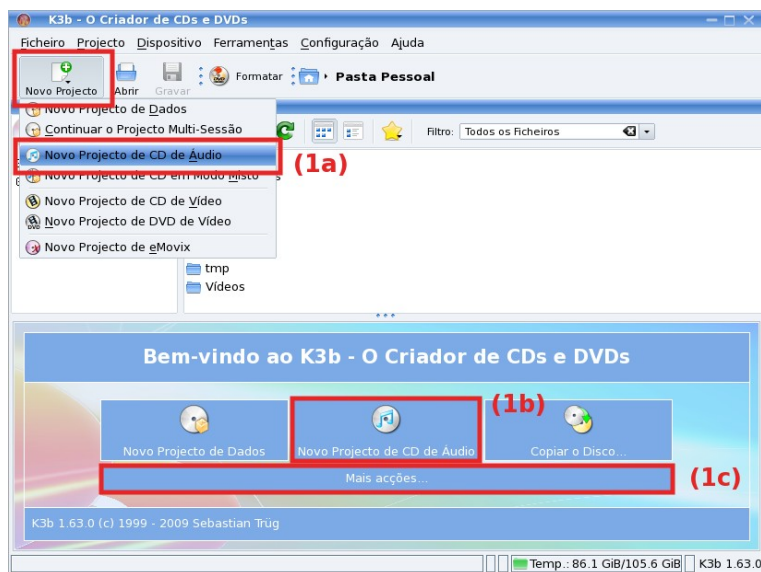 K3b - O Criador de CDs e DVDs
Ficheiro Projecto Dispositivo Ferramentas Configuração Ajuda
Novo Projecto Abrir Gravar Formatar Pasta Pessoal
Novo Projecto de Dados
Continuar o Projecto Multi-Sessão
Filtro: Todos os Ficheiros
Novo Projecto de CD de Áudio
(1a)
Novo Projecto de CD em Modo Misto
Novo Projecto de CD de Vídeo
Novo Projecto de DVD de Vídeo
Novo Projecto de eMovix
tmp
Vídeos
Bem-vindo ao K3b - O Criador de CDs e DVDs
(1b)
Novo Projecto de Dados
Novo Projecto de CD de Áudio
Copiar o Disco...
Mais acções...
(1c)
K3b 1.63.0 (c) 1999 - 2009 Sebastian Trüg
Temp.: 86.1 GiB/105.6 GiB K3b 1.63.0